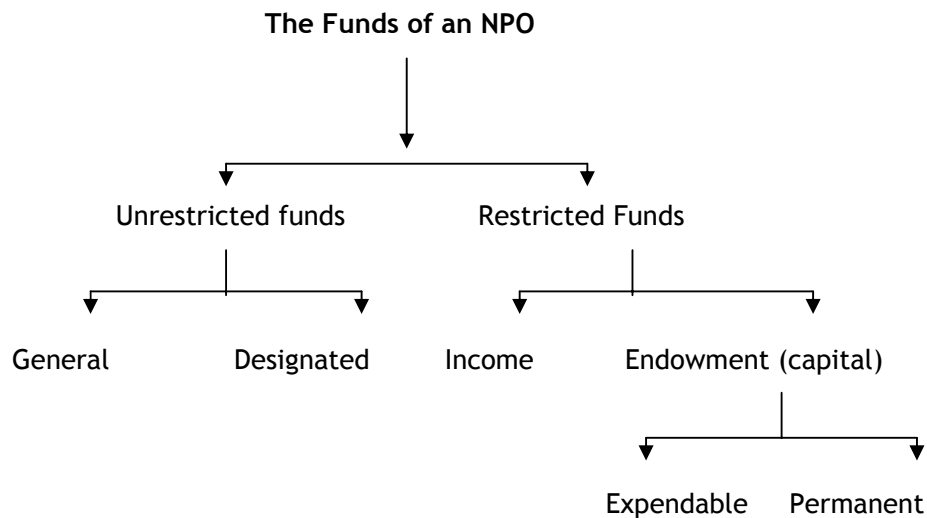 The Funds of an NPO
Unrestricted funds Restricted Funds
General Designated Income Endowment (capital)
Expendable Permanent